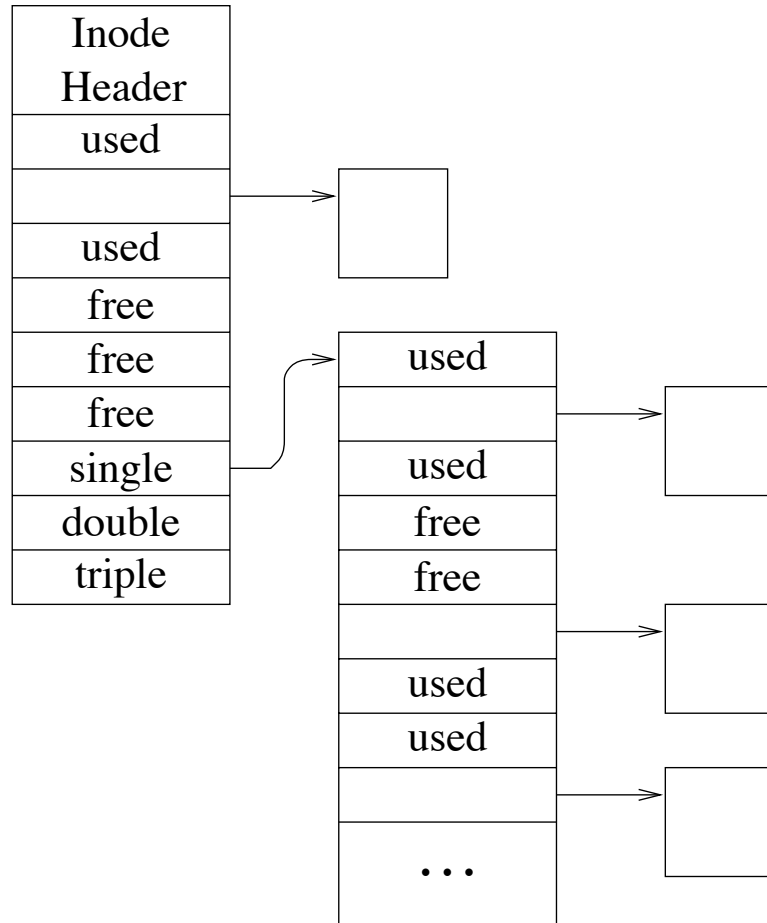 Inode
Header
used
used
free
free
free
single
double
triple
used
used
free
free
used
used
...